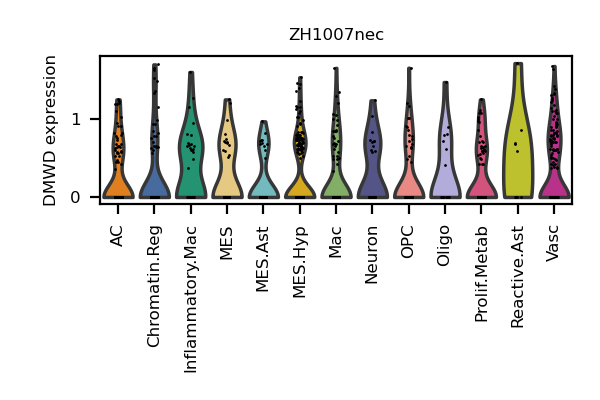 ZH1007nec
DMWD expression
1
0
AC
Chromatin.Reg
Inflammatory.Mac
MES
MES.Ast
MES.Hyp
Mac
Neuron
OPC
Oligo
Prolif.Metab
Reactive.Ast
Vasc